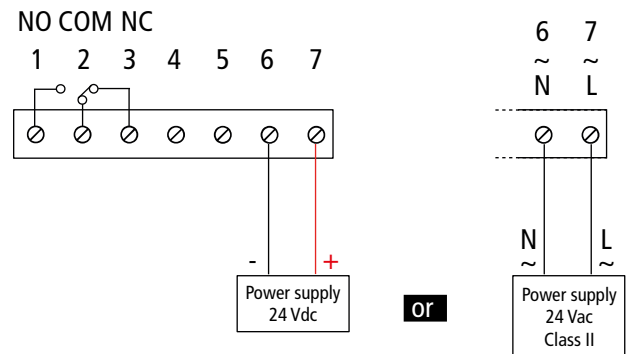 NO COM NC
1 2 3 4 5 6 7
- +
Power supply
24 Vdc
or
6 7
~ ~
N L
N L
~ ~
Power supply
24 Vac
Class II